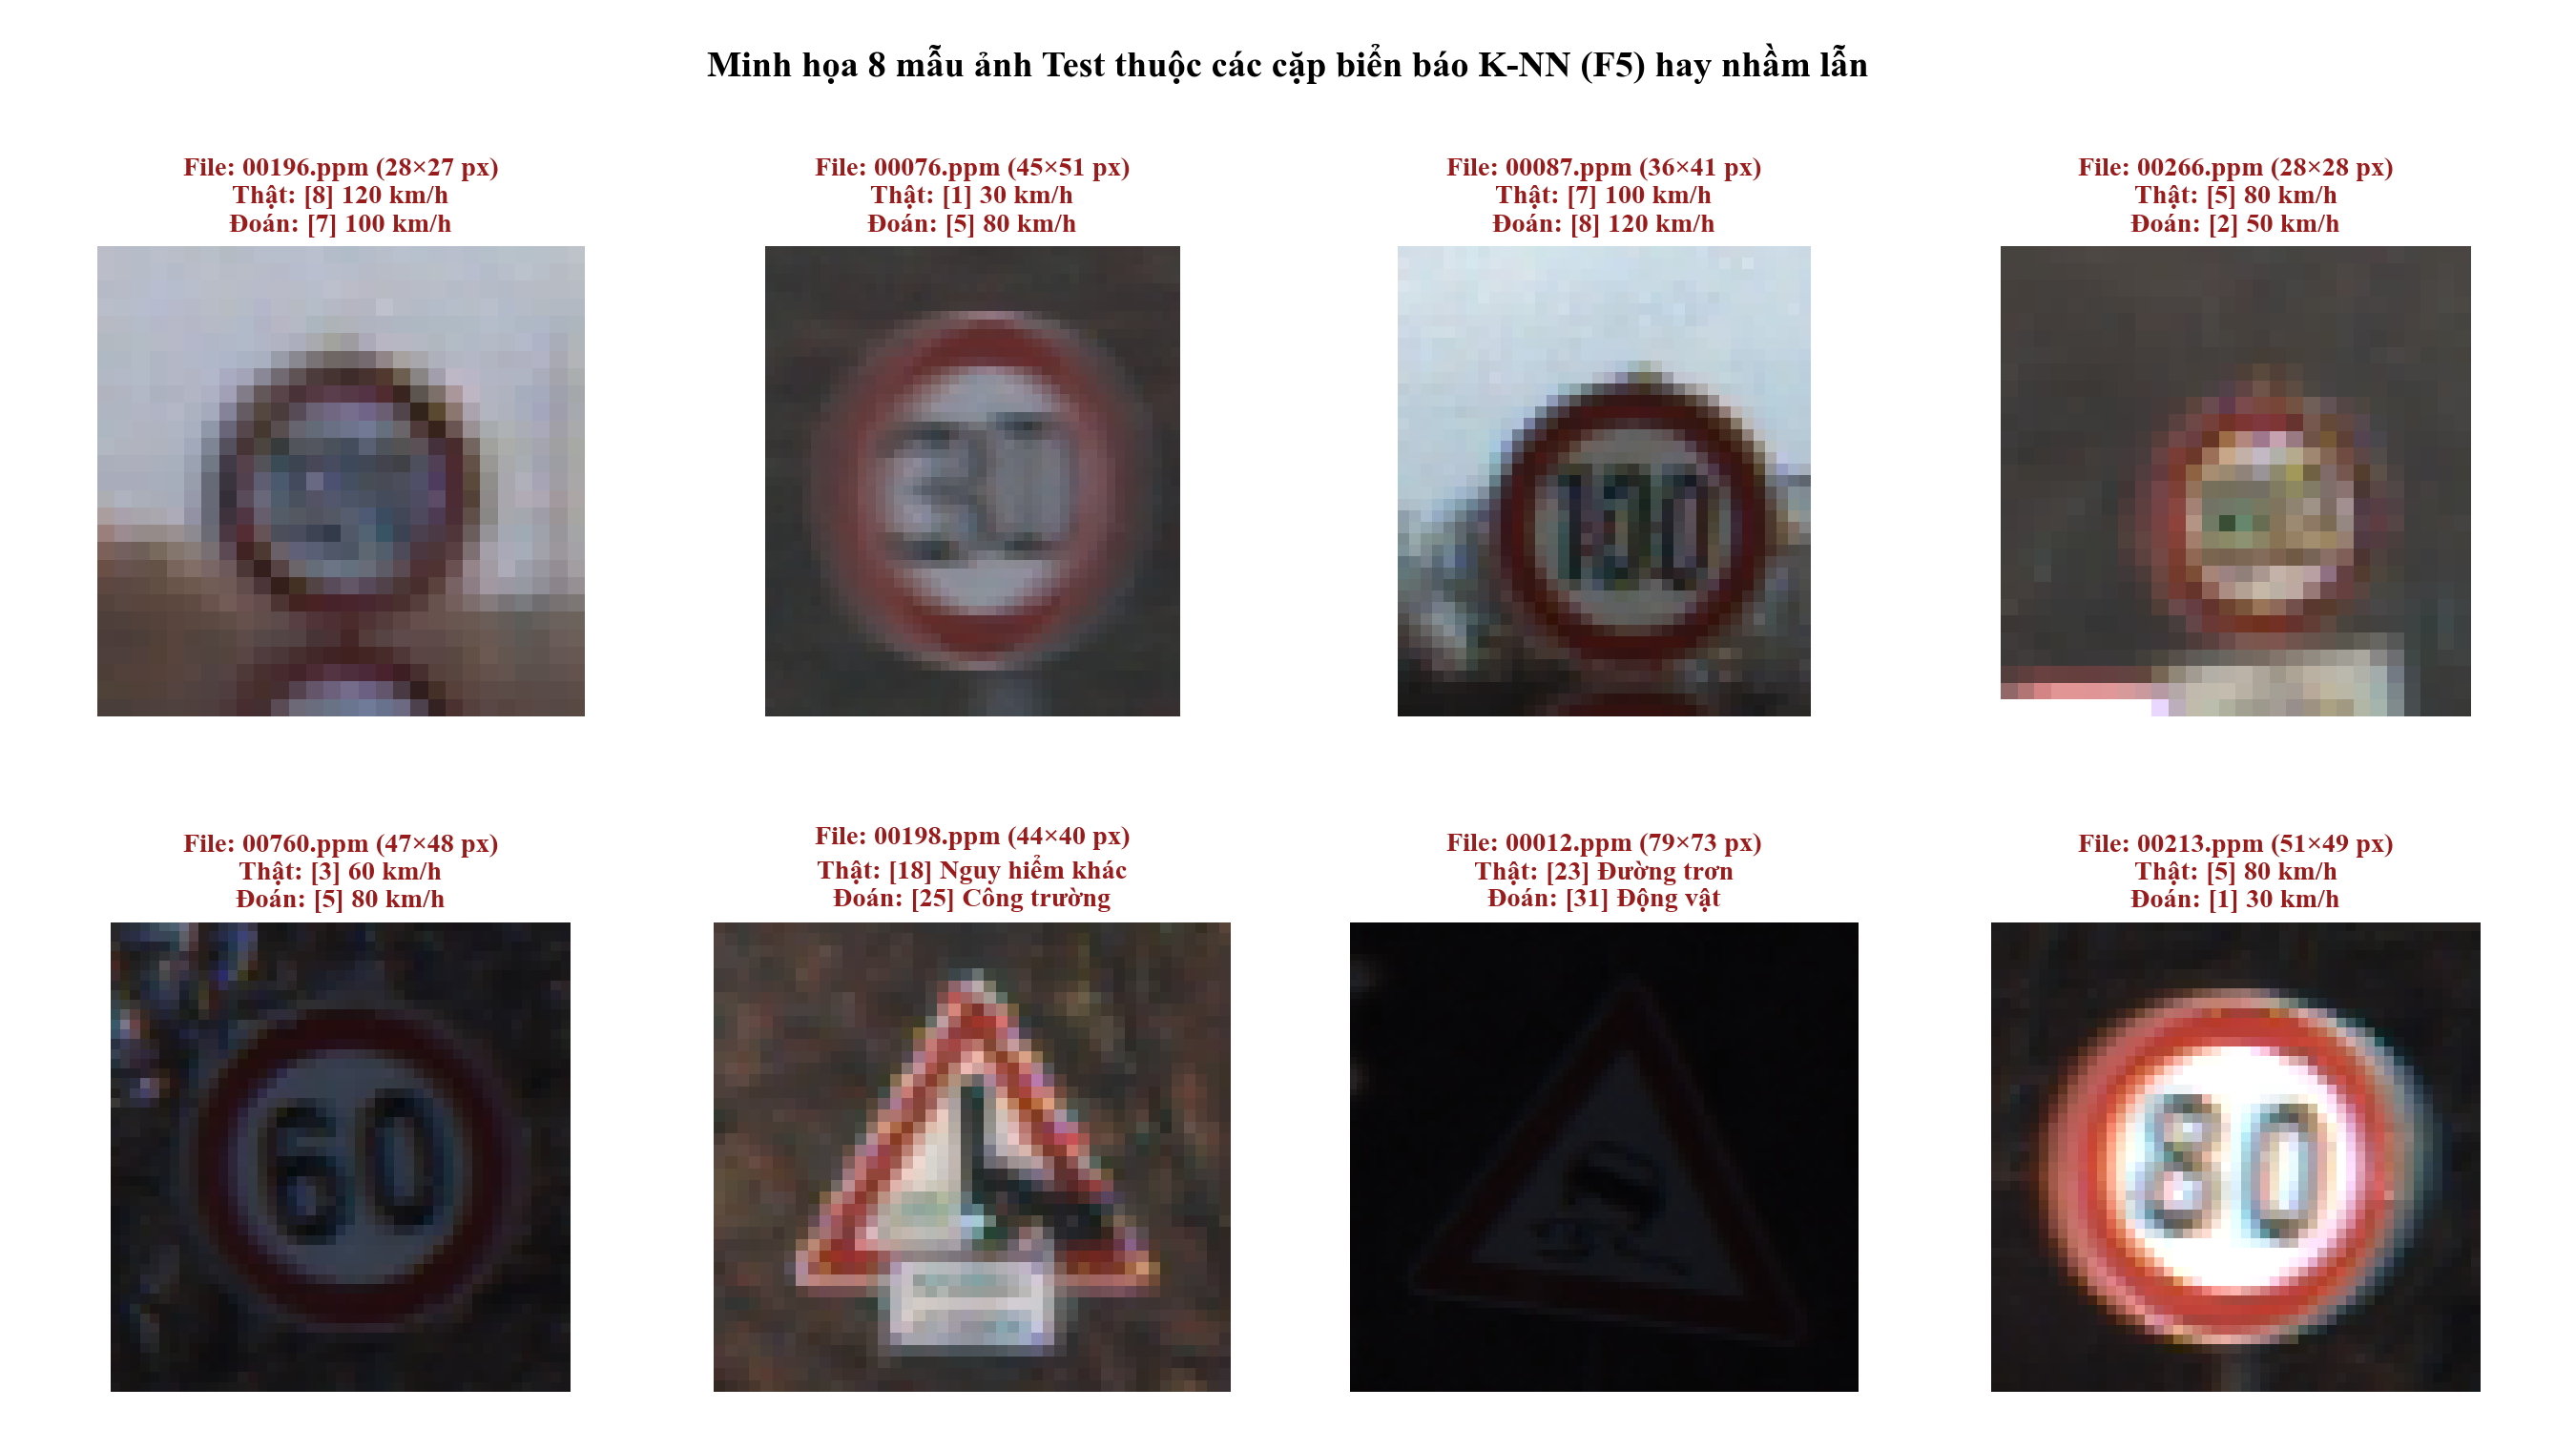 Minh họa 8 mẫu ảnh Test thuộc các cặp biển báo K-NN (F5) hay nhầm lẫn
File: 00196.ppm (28×27 px)
Thật: [8] 120 km/h
Đoán: [7] 100 km/h
File: 00076.ppm (45×51 px)
Thật: [1] 30 km/h
Đoán: [5] 80 km/h
30
File: 00087.ppm (36×41 px)
Thật: [7] 100 km/h
Đoán: [8] 120 km/h
100
File: 00266.ppm (28×28 px)
Thật: [5] 80 km/h
Đoán: [2] 50 km/h
File: 00760.ppm (47×48 px)
Thật: [3] 60 km/h
Đoán: [5] 80 km/h
60
File: 00198.ppm (44×40 px)
Thật: [18] Nguy hiểm khác
Đoán: [25] Công trường
File: 00012.ppm (79×73 px)
Thật: [23] Đường trơn
Đoán: [31] Động vật
File: 00213.ppm (51×49 px)
Thật: [5] 80 km/h
Đoán: [1] 30 km/h
80